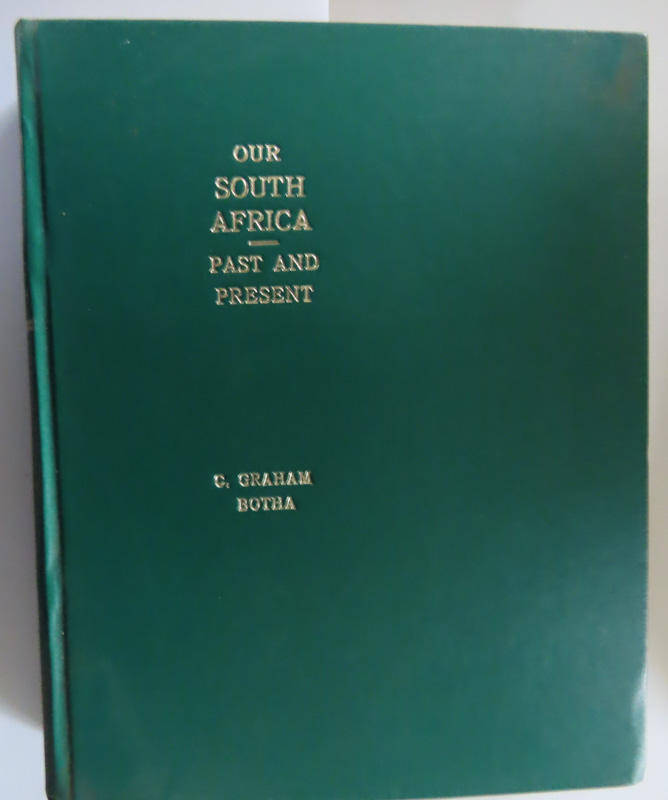 OUR
SOUTH
AFRICA
—
PAST AND
PRESENT
C. GRAHAM
BOTHA